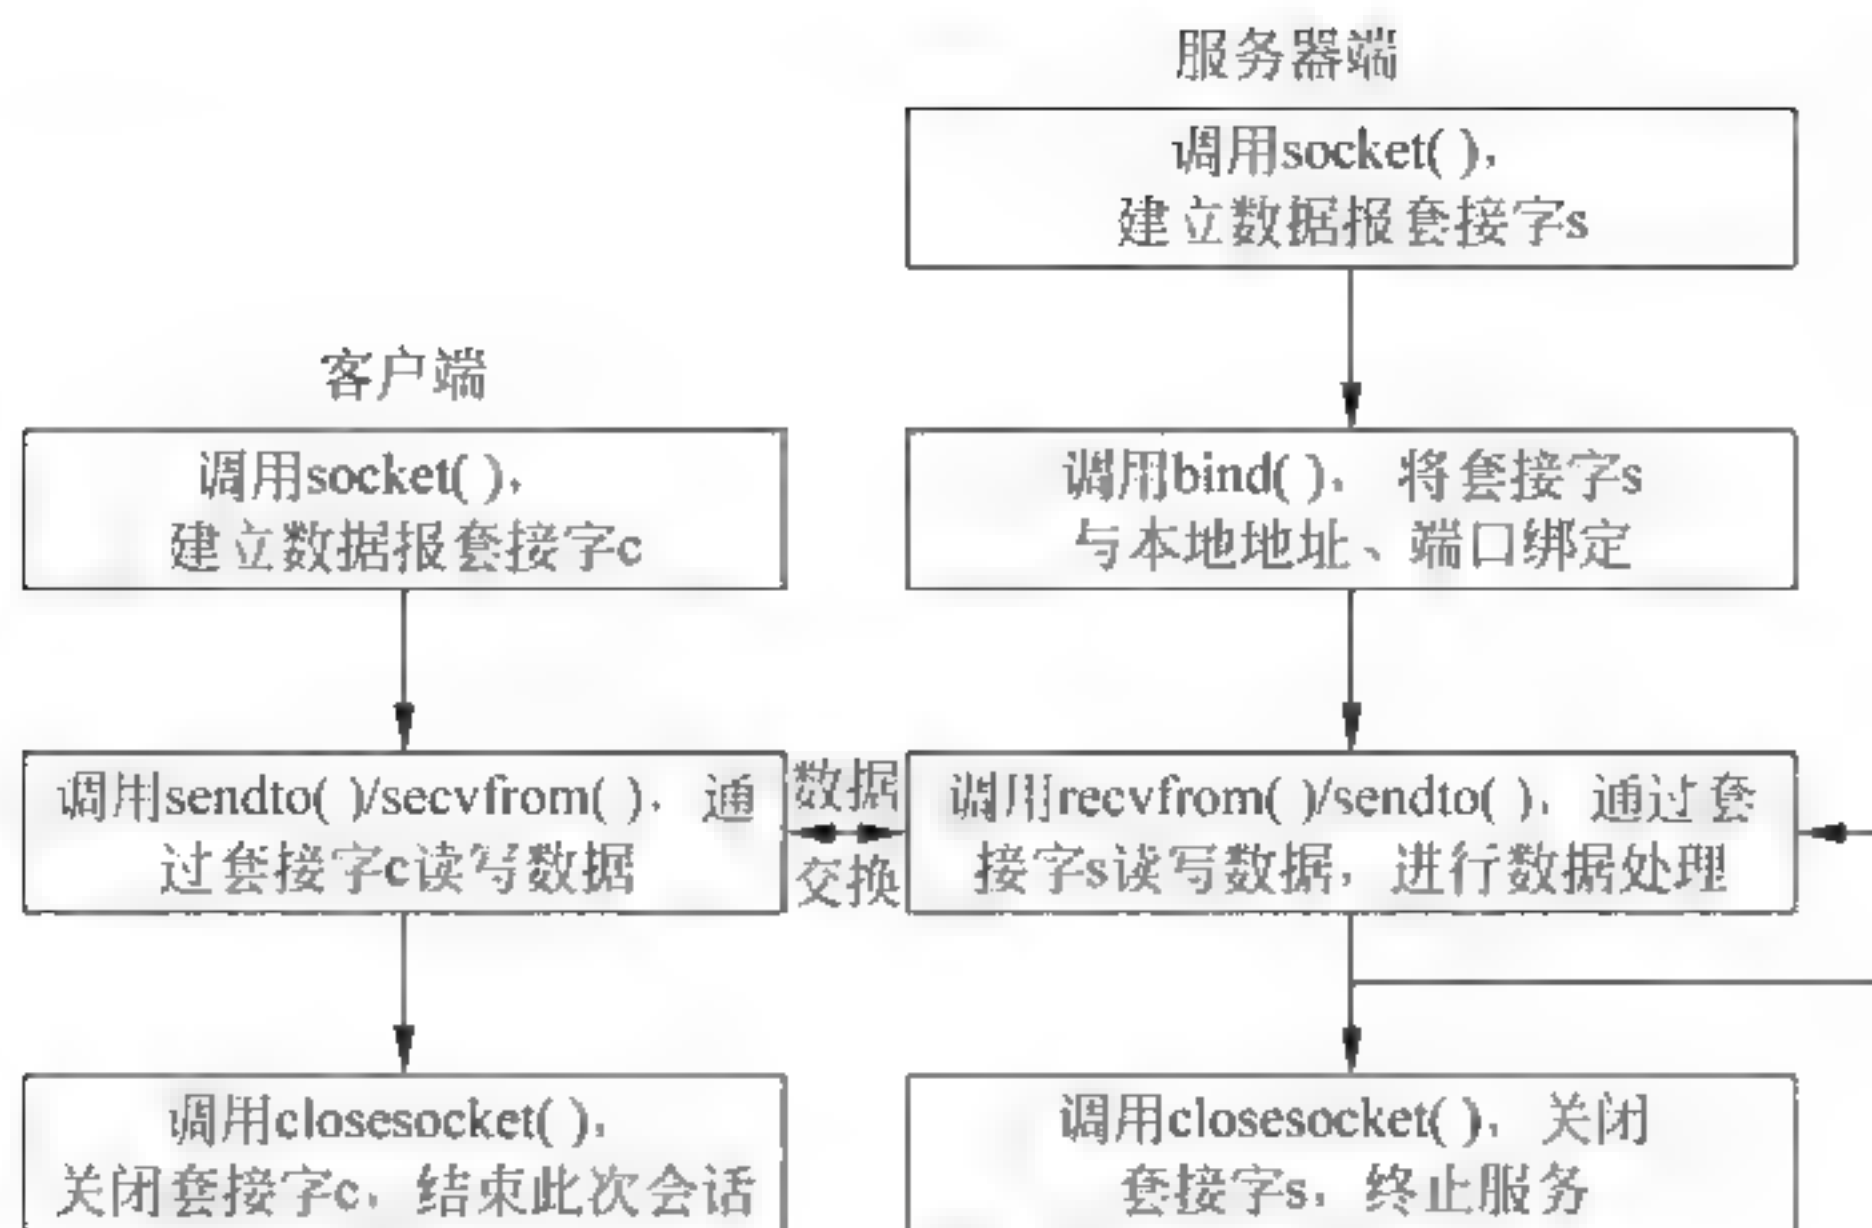 服务器端
调用socket( ),
建立数据报套接字s
客户端
调用socket( ),
建立数据报套接字c
调用bind( ), 将套接字s
与本地地址、端口绑定
调用sendto( )/secvfrom( ), 通
过套接字c读写数据
数据
交换
调用recvfrom( )/sendto( ), 通过套
接字s读写数据, 进行数据处理
调用closesocket( ),
关闭套接字c, 结束此次会话
调用closesocket( ), 关闭
套接字s, 终止服务